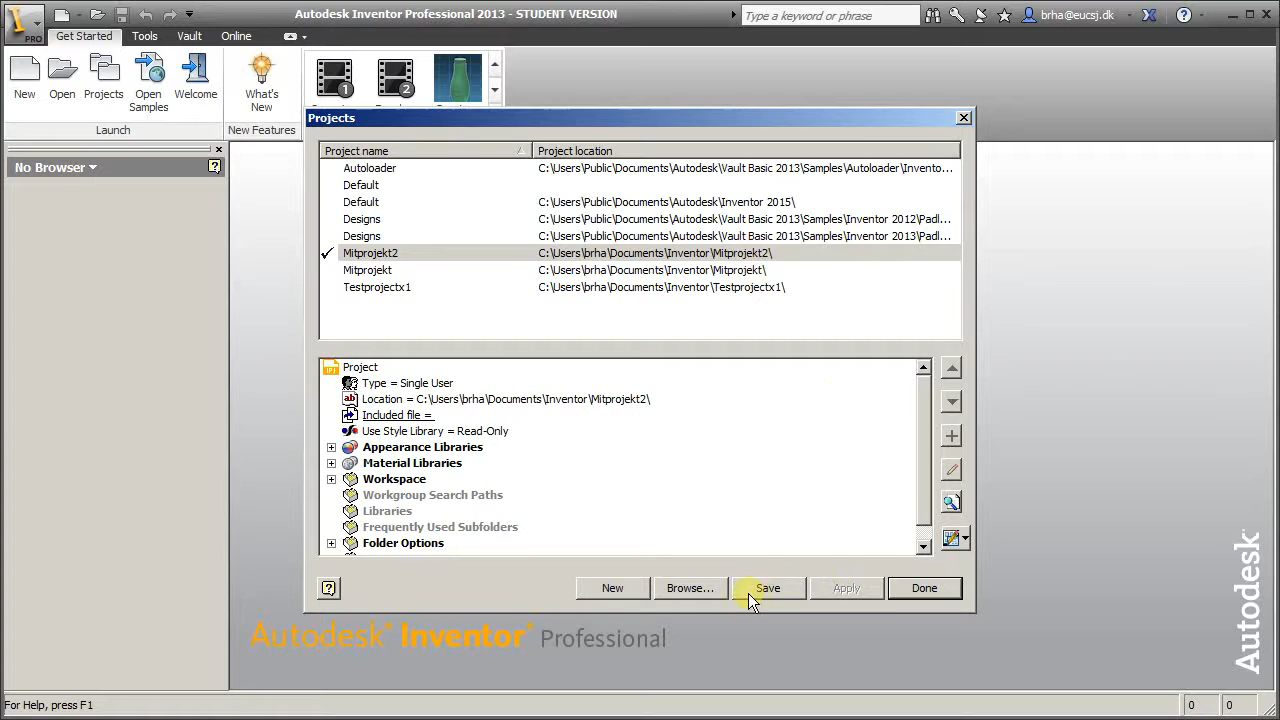 Autodesk Inventor Professional 2013 - STUDENT VERSION
Type a keyword or phrase
brha@eucsj.dk
PRO
Get Started Tools Vault Online
1 2
New Open Projects Open Samples Welcome What's New
Launch New Features
Projects
No Browser
Project name Project location
Autoloader C:\Users\Public\Documents\Autodesk\Vault Basic 2013\Samples\Autoloader\Invento...
Default
Default C:\Users\Public\Documents\Autodesk\Inventor 2015\
Designs C:\Users\Public\Documents\Autodesk\Vault Basic 2013\Samples\Inventor 2012\Padl...
Designs C:\Users\Public\Documents\Autodesk\Vault Basic 2013\Samples\Inventor 2013\Padl...
Mitprojekt2 C:\Users\brha\Documents\Inventor\Mitprojekt2\
Mitprojekt C:\Users\brha\Documents\Inventor\Mitprojekt\
Testprojectx1 C:\Users\brha\Documents\Inventor\Testprojectx1\
Project
Type = Single User
Location = C:\Users\brha\Documents\Inventor\Mitprojekt2\
Included file =
Use Style Library = Read-Only
Appearance Libraries
Material Libraries
Workspace
Workgroup Search Paths
Libraries
Frequently Used Subfolders
Folder Options
New Browse... Save Apply Done
Autodesk® Inventor® Professional
Autodesk
For Help, press F1
0 0